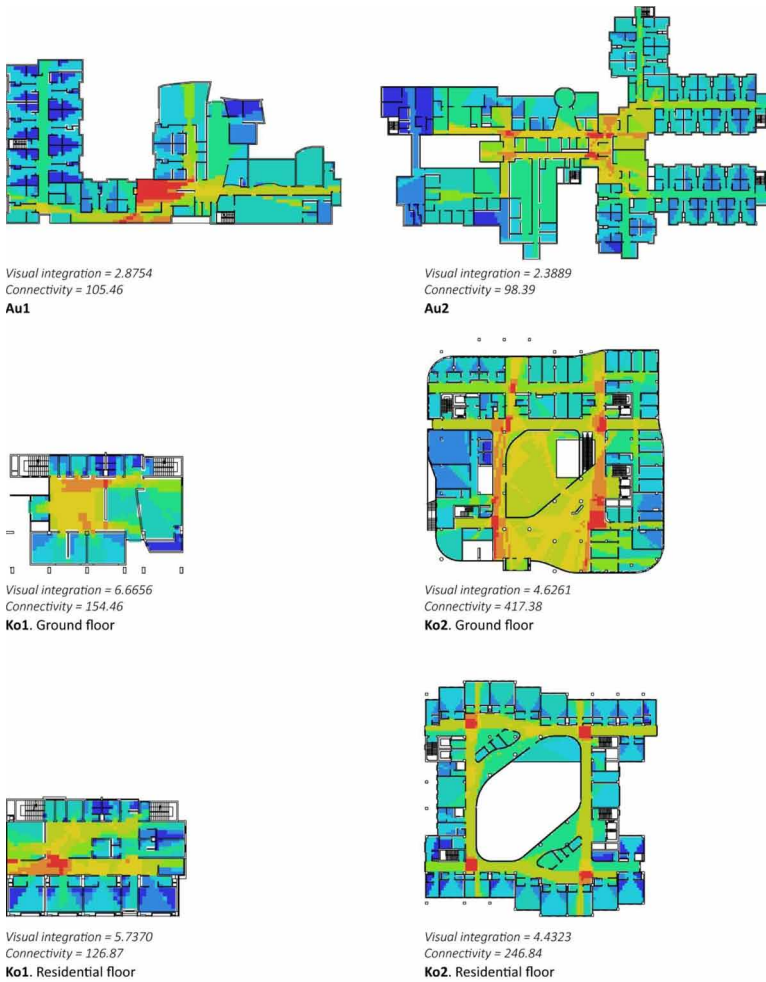 Visual integration = 2.8754
Connectivity = 105.46
Au1
Visual integration = 2.3889
Connectivity = 98.39
Au2
Visual integration = 6.6656
Connectivity = 154.46
Ko1. Ground floor
Visual integration = 4.6261
Connectivity = 417.38
Ko2. Ground floor
Visual integration = 5.7370
Connectivity = 126.87
Ko1. Residential floor
Visual integration = 4.4323
Connectivity = 246.84
Ko2. Residential floor